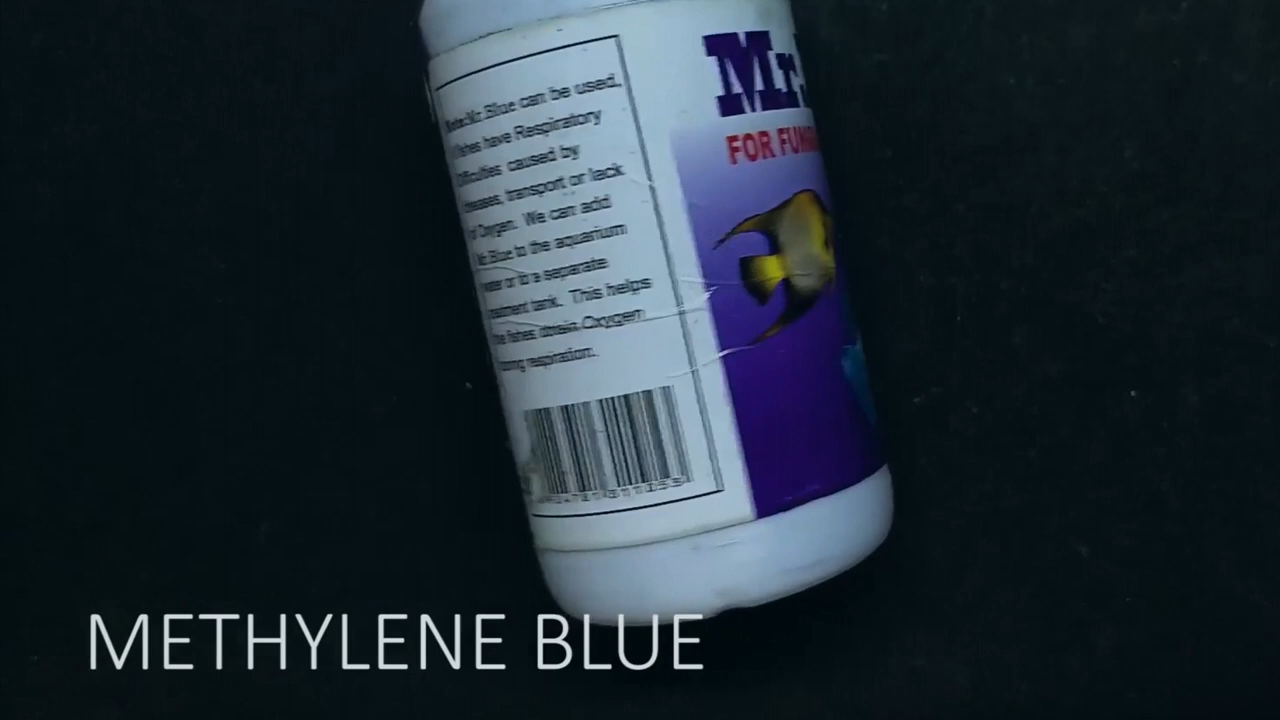 Note: Mr. Blue can be used,
fishes have Respiratory
Difficulties caused by
diseases, transport or lack
of Oxygen. We can add
Mr. Blue to the aquarium
water or to a separate
treatment tank. This helps
the fishes obtain Oxygen
during respiration.
Mr.
FOR FUN
METHYLENE BLUE